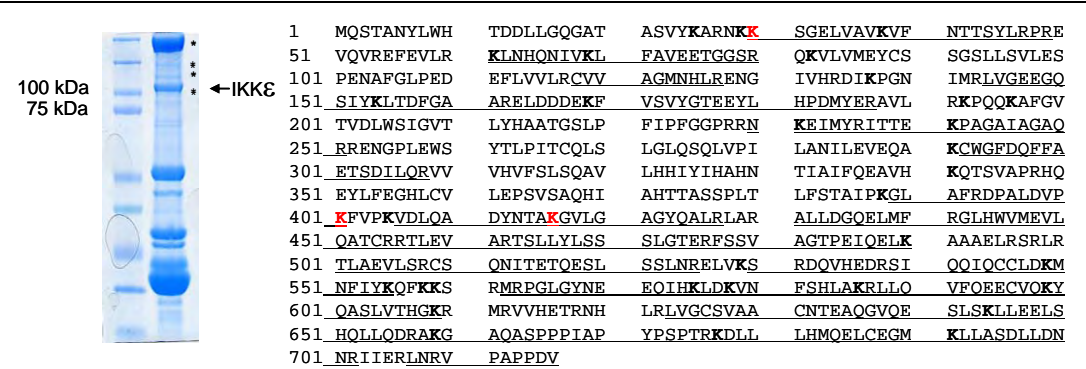 1 MQSTANYLWH TDDLLGQGAT ASVYKARNKK SGELVAVKVF NTTSYLRPRE
51 VQVREFEVLR KLNHQNIVKL FAVEETGGSR QKVLVMEYCS SGSLLSVLES
101 PENAFGLPED EFLVVLRCVV AGMNHLRENG IVHRDIKPGN IMRLVGEEGQ
151 SIYKLTDFGA ARELDDDEKF VSVYGTEEYL HPDMYERAVL RKPQQKAFGV
201 TVDLWSIGVT LYHAATGSLP FIPFGGPRRN KEIMYRITTE KPAGAIAGAQ
251 RRENGPLEWS YTLPITCQLS LGLQSQLVPI LANILEVEQA KCWGFDQFFA
301 ETSDILQRVV VHVFSLSQAV LHHIYIHAHN TIAIFQEAVH KQTSVAPRHQ
351 EYLFEGHLCV LEPSVSAQHI AHTTASSPLT LFSTAIPKGL AFRDPALDVP
401 KFVPKVDLQA DYNTAKGVLG AGYQALRLAR ALLDGQELMF RGLHWVMEVL
451 QATCRRTLEV ARTSLLYLSS SLGTERFSSV AGTPEIQELK AAAELRSRLR
501 TLAEVLSRCS QNITETQESL SSLNRELVKS RDQVHEDRSI QQIQCCLDKM
551 NFIYKQFKKS RMRPGLGYNE EQIHKLDKVN FSHLAKRLLQ VFQEECVQKY
601 QASLVTHGKR MRVVHETRNH LRLVGCSVAA CNTEAQGVQE SLSKLLEELS
651 HQLLQDRAKG AQASPPPIAP YPSPTRKDLL LHMQELCEGM KLLASDLLDN
701 NRIIERLNRV PAPPDV
100 kDa
75 kDa
*
*
*
*
←IKKε